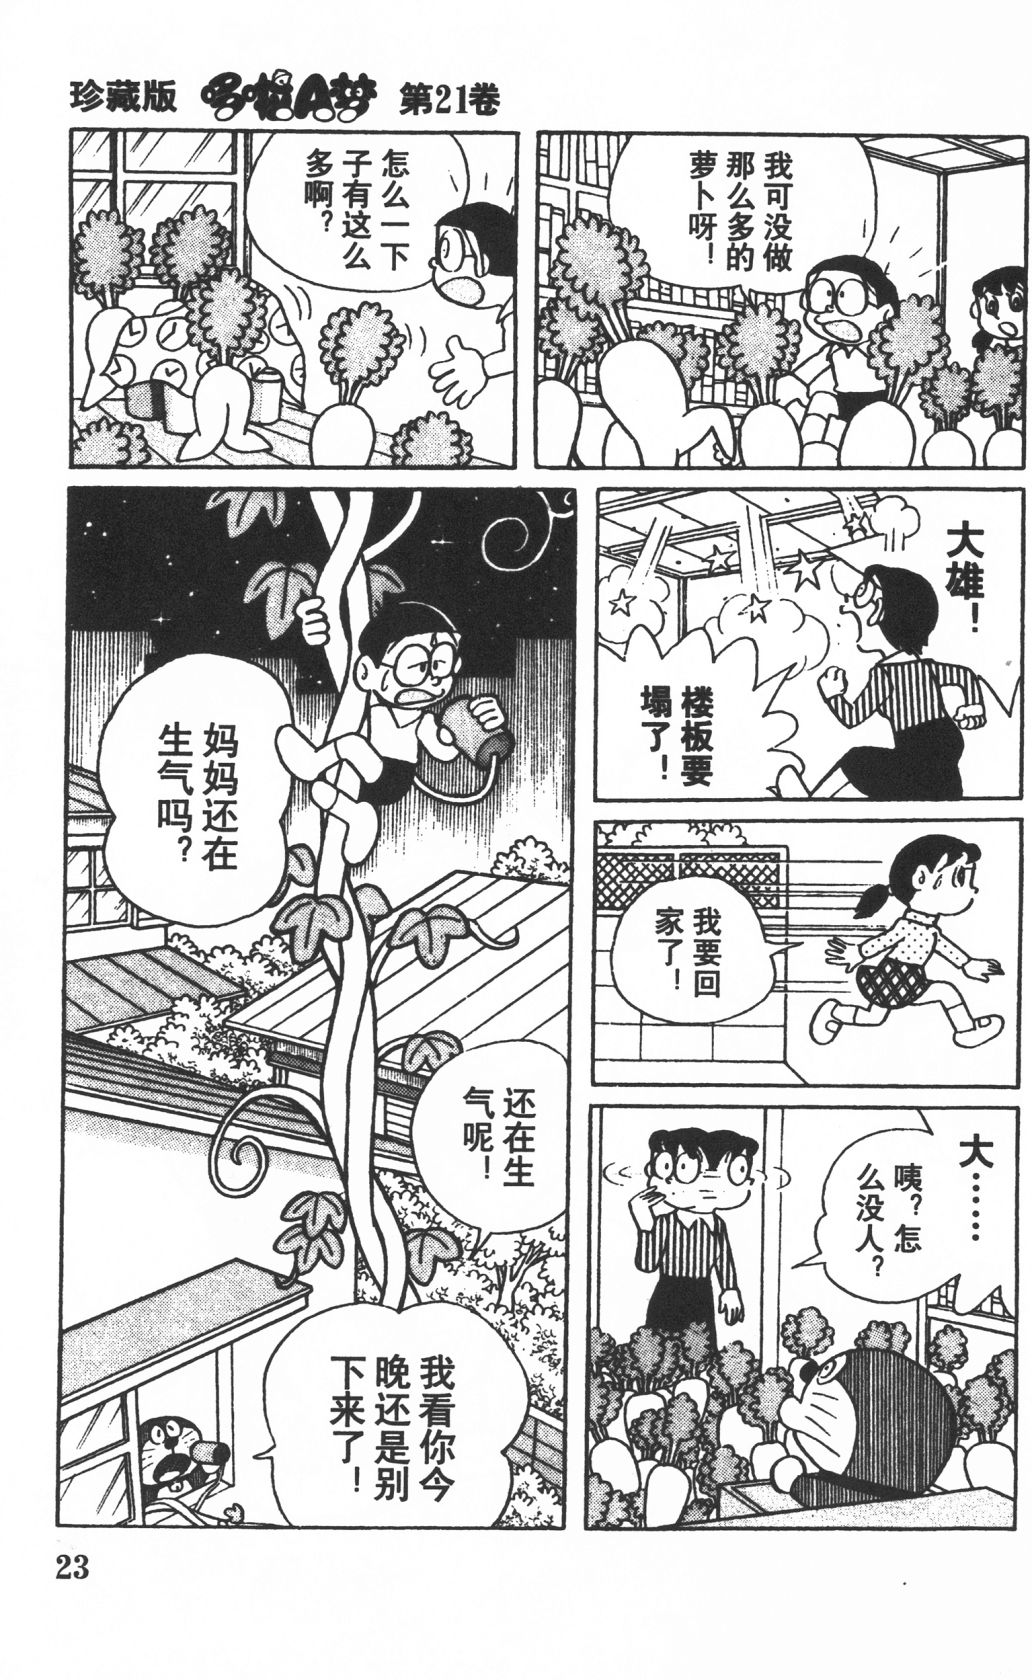 珍藏版 哆啦A梦 第21卷
我可没做
那么多的
萝卜呀！
怎么一下
子有这么
多啊？
大雄！
楼板要
塌了！
我要回
家了！
大……
咦？怎
么没人？
妈妈还在
生气吗？
还在生
气呢！
我看你今
晚还是别
下来了！
23